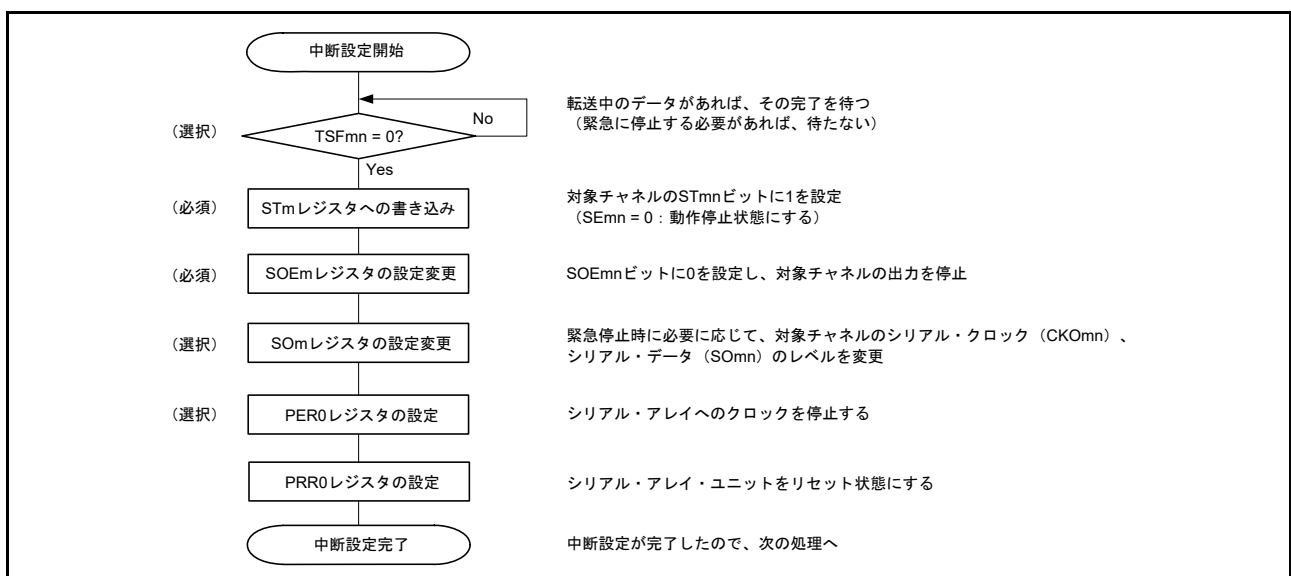 中断設定開始
転送中のデータがあれば、その完了を待つ
（緊急に停止する必要があれば、待たない）
（選択）
TSFmn = 0?
No
Yes
（必須）
STmレジスタへの書き込み
対象チャネルのSTmnビットに1を設定
（SEmn = 0：動作停止状態にする）
（必須）
SOEmレジスタの設定変更
SOEmnビットに0を設定し、対象チャネルの出力を停止
（選択）
SOmレジスタの設定変更
緊急停止時に必要に応じて、対象チャネルのシリアル・クロック（CKOmn）、
シリアル・データ（SOmn）のレベルを変更
（選択）
PER0レジスタの設定
シリアル・アレイへのクロックを停止する
PRR0レジスタの設定
シリアル・アレイ・ユニットをリセット状態にする
中断設定完了
中断設定が完了したので、次の処理へ